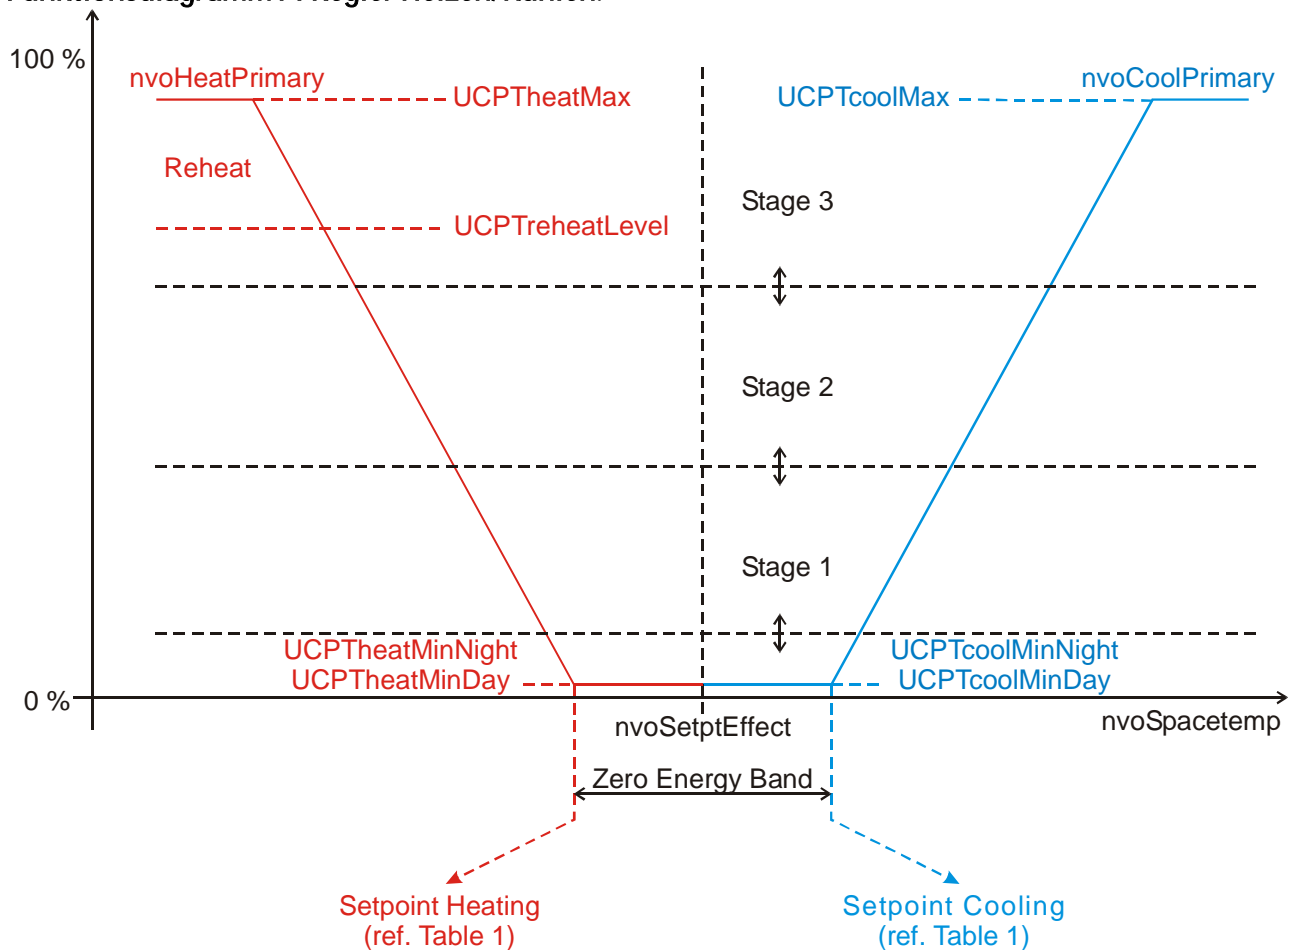 100 %
nvoHeatPrimary
nvoCoolPrimary
UCPTheatMax
UCPTcoolMax
Reheat
Stage 3
UCPTreheatLevel
Stage 2
Stage 1
UCPTheatMinNight
UCPTcoolMinNight
UCPTheatMinDay
UCPTcoolMinDay
0 %
nvoSetptEffect
nvoSpacetemp
Zero Energy Band
Setpoint Heating
(ref. Table 1)
Setpoint Cooling
(ref. Table 1)